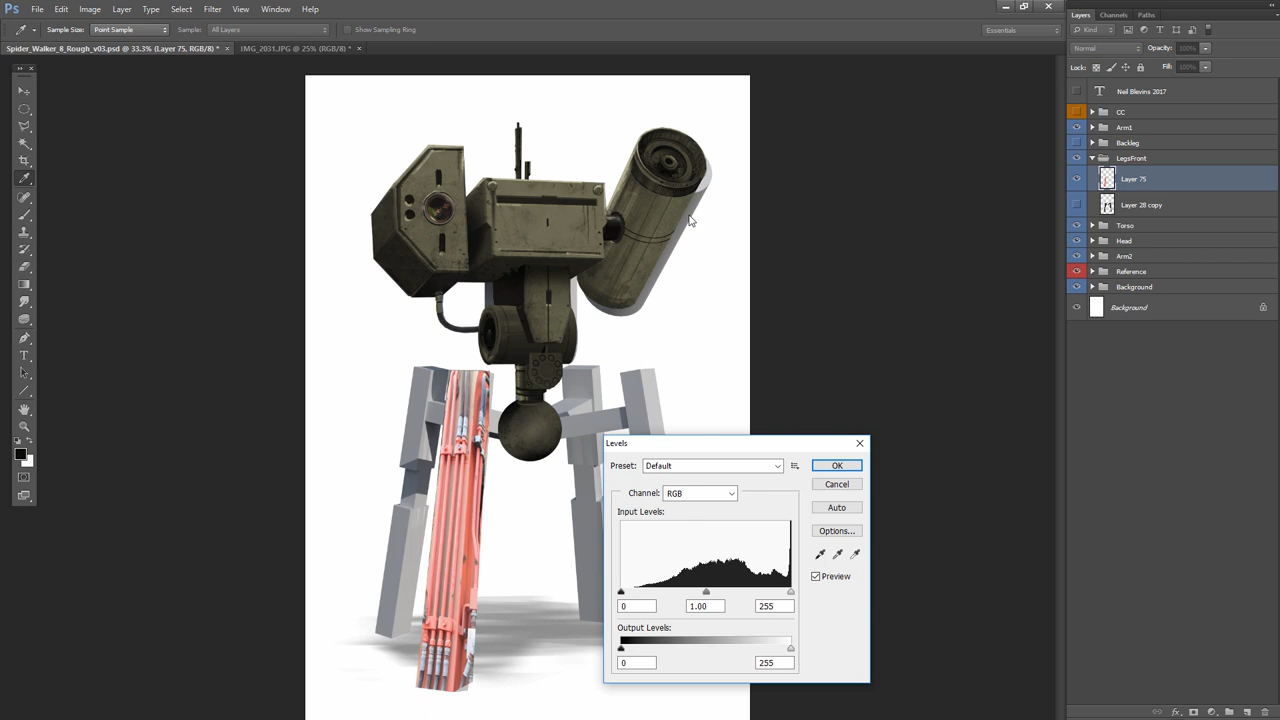 Ps File Edit Image Layer Type Select Filter View Window Help
Sample Size: Point Sample Sample: All Layers Show Sampling Ring Essentials
Spider_Walker_8_Rough_v03.psd @ 33.3% (Layer 75, RGB/8) * × IMG_2031.JPG @ 25% (RGB/8) * ×
Layers Channels Paths
Kind
Normal Opacity: 100%
Lock: Fill: 100%
Neil Blevins 2017
CC
Arm1
Backleg
LegsFront
Layer 75
Layer 28 copy
Torso
Head
Arm2
Reference
Background
Background
Levels
Preset: Default OK
Cancel
Channel: RGB
Auto
Input Levels:
Options...
Preview
0 1.00 255
Output Levels:
0 255